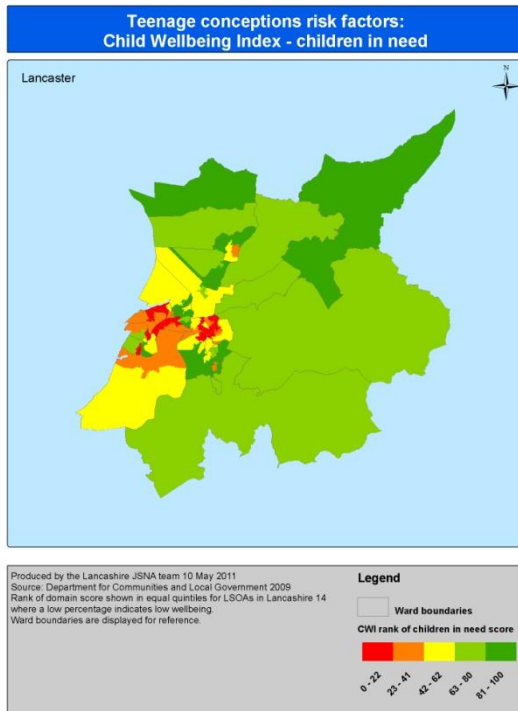 Teenage conceptions risk factors:
Child Wellbeing Index - children in need
Lancaster
N
Produced by the Lancashire JSNA team 10 May 2011
Source: Department for Communities and Local Government 2009
Rank of domain score shown in equal quintiles for LSOAs in Lancashire 14
where a low percentage indicates low wellbeing.
Ward boundaries are displayed for reference.
Legend
Ward boundaries
CWI rank of children in need score
0 - 22
23 - 41
42 - 62
63 - 80
81 - 100